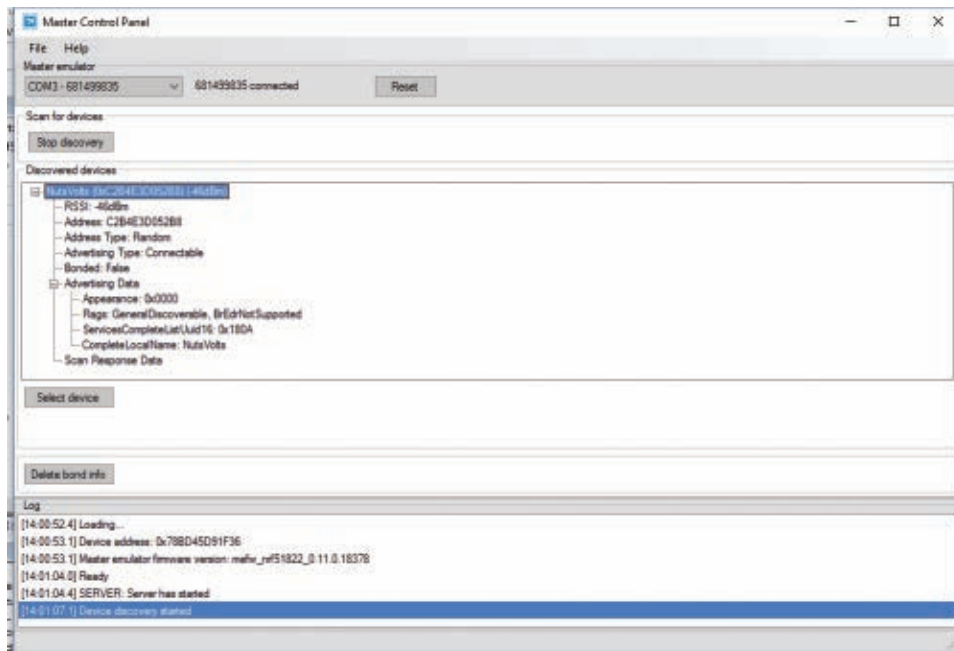 Master Control Panel
File Help
Master emulator
COM3 - 681499835 681499835 connected Reset
Scan for devices
Stop discovery
Discovered devices
NutsVolts (0xC2B4E3D052B8) (-46dBm)
RSSI: -46dBm
Address: C2B4E3D052B8
Address Type: Random
Advertising Type: Connectable
Bonded: False
Advertising Data
Appearance: 0x0000
Flags: GeneralDiscoverable, BrEdrNotSupported
ServicesCompleteListUuid16: 0x180A
CompleteLocalName: NutsVolts
Scan Response Data
Select device
Delete bond info
Log
[14:00:52.4] Loading...
[14:00:53.1] Device address: 0x78BD45D91F36
[14:00:53.1] Master emulator firmware version: mefw_nrf51822_0.11.0.18378
[14:01:04.0] Ready
[14:01:04.4] SERVER: Server has started
[14:01:07.1] Device discovery started